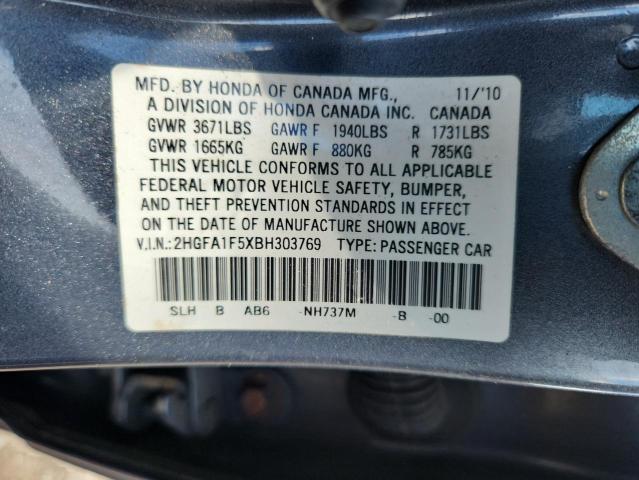 MFD. BY HONDA OF CANADA MFG., 11/'10
A DIVISION OF HONDA CANADA INC. CANADA
GVWR 3671LBS GAWR F 1940LBS R 1731LBS
GVWR 1665KG GAWR F 880KG R 785KG
THIS VEHICLE CONFORMS TO ALL APPLICABLE
FEDERAL MOTOR VEHICLE SAFETY, BUMPER,
AND THEFT PREVENTION STANDARDS IN EFFECT
ON THE DATE OF MANUFACTURE SHOWN ABOVE.
V.I.N.: 2HGFA1F5XBH303769 TYPE: PASSENGER CAR
SLH B AB6 -NH737M -B -00